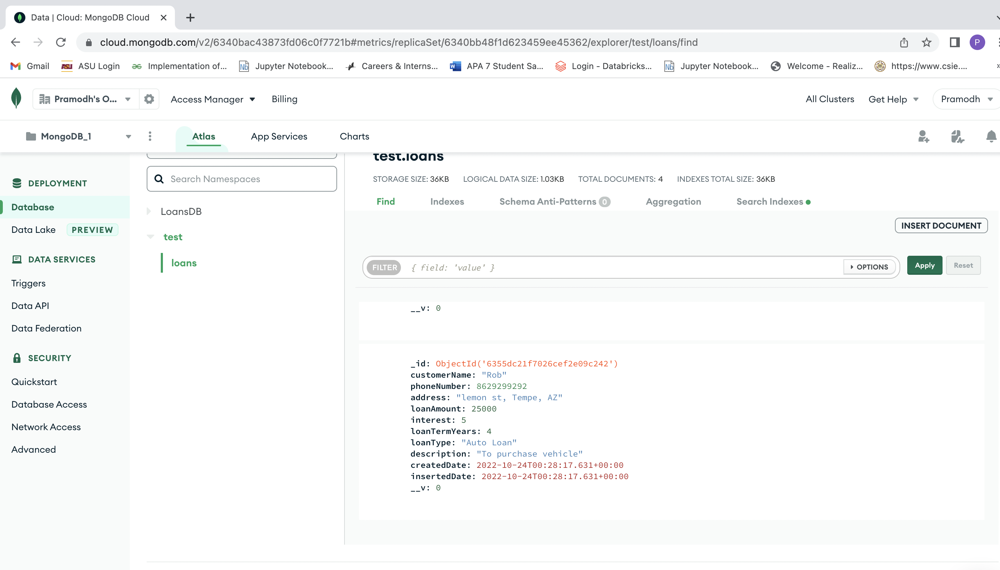 Data | Cloud: MongoDB Cloud
cloud.mongodb.com/v2/6340bac43873fd06c0f7721b#metrics/replicaSet/6340bb48f1d623459ee45362/explorer/test/loans/find
P
Gmail
ASU Login
Implementation of...
Jupyter Notebook...
Careers & Interns...
APA 7 Student Sa...
Login - Databricks...
Jupyter Notebook...
Welcome - Realiz...
https://www.csie....
»
Pramodh's O...
Access Manager
Billing
All Clusters
Get Help
Pramodh
MongoDB_1
Atlas
App Services
Charts
DEPLOYMENT
Database
Data Lake PREVIEW
DATA SERVICES
Triggers
Data API
Data Federation
SECURITY
Quickstart
Database Access
Network Access
Advanced
Search Namespaces
LoansDB
test
loans
test.loans
STORAGE SIZE: 36KB LOGICAL DATA SIZE: 1.03KB TOTAL DOCUMENTS: 4 INDEXES TOTAL SIZE: 36KB
Find
Indexes
Schema Anti-Patterns 0
Aggregation
Search Indexes
INSERT DOCUMENT
FILTER { field: 'value' }
OPTIONS
Apply
Reset
__v: 0
_id: ObjectId('6355dc21f7026cef2e09c242')
customerName: "Rob"
phoneNumber: 8629299292
address: "lemon st, Tempe, AZ"
loanAmount: 25000
interest: 5
loanTermYears: 4
loanType: "Auto Loan"
description: "To purchase vehicle"
createdDate: 2022-10-24T00:28:17.631+00:00
insertedDate: 2022-10-24T00:28:17.631+00:00
__v: 0